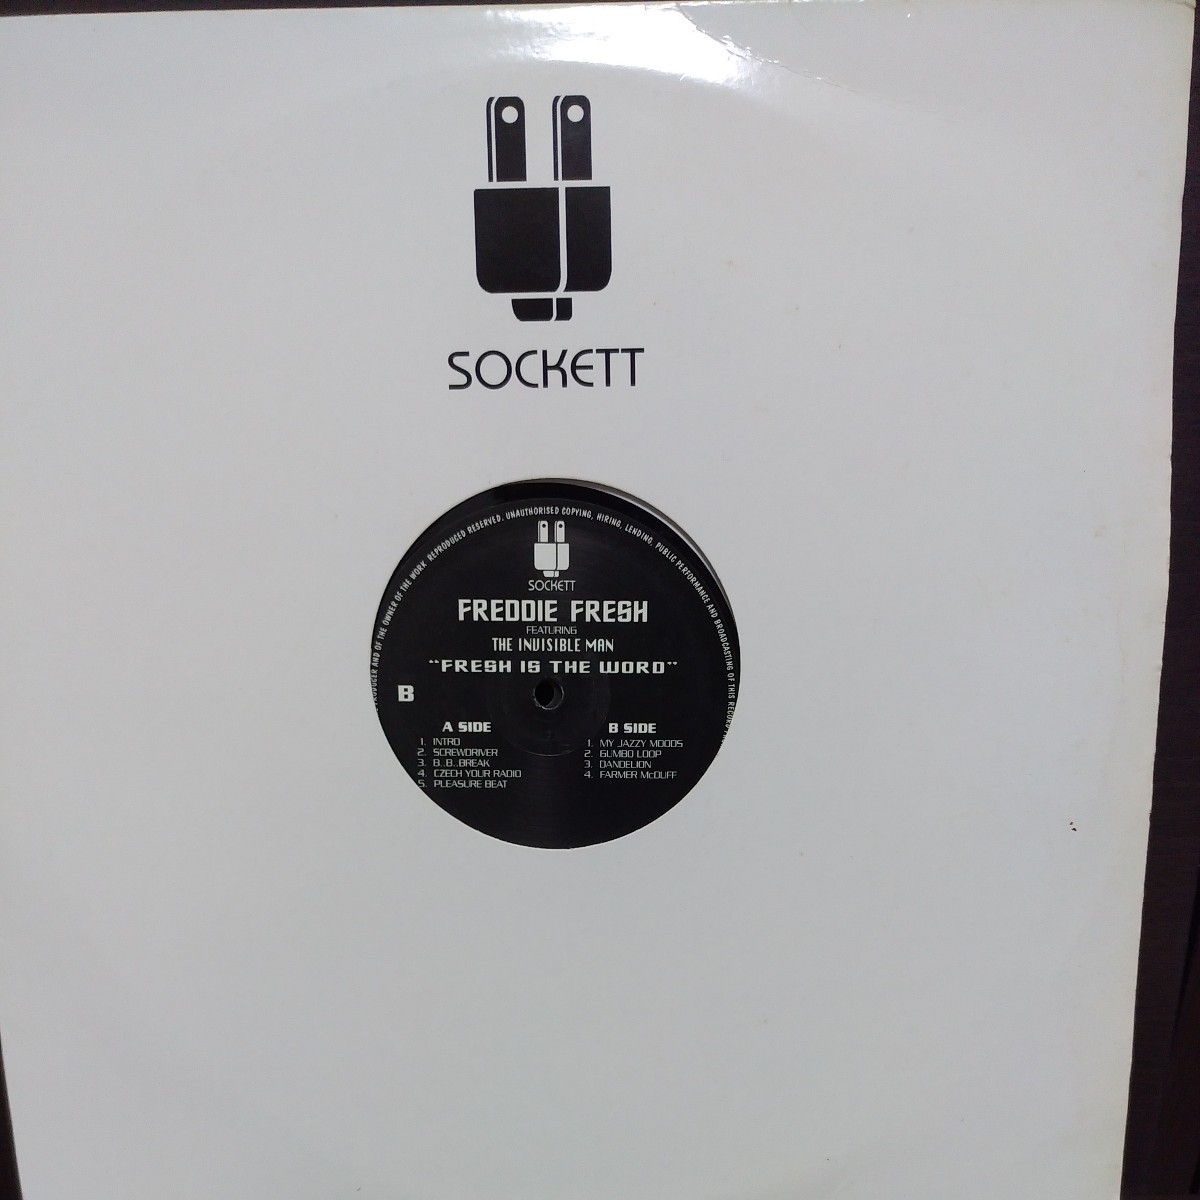 SOCKETT
PRODUCER AND OF THE OWNER OF THE WORK REPRODUCED RESERVED. UNAUTHORISED COPYING, HIRING, LENDING, PUBLIC PERFORMANCE AND BROADCASTING OF THIS RECORD
SOCKETT
FREDDIE FRESH
FEATURING
THE INVISIBLE MAN
"FRESH IS THE WORD"
B
A SIDE
1. INTRO
2. SCREWDRIVER
3. B..B..BREAK
4. CZECH YOUR RADIO
5. PLEASURE BEAT
B SIDE
1. MY JAZZY MOODS
2. GUMBO LOOP
3. DANDELION
4. FARMER McDUFF